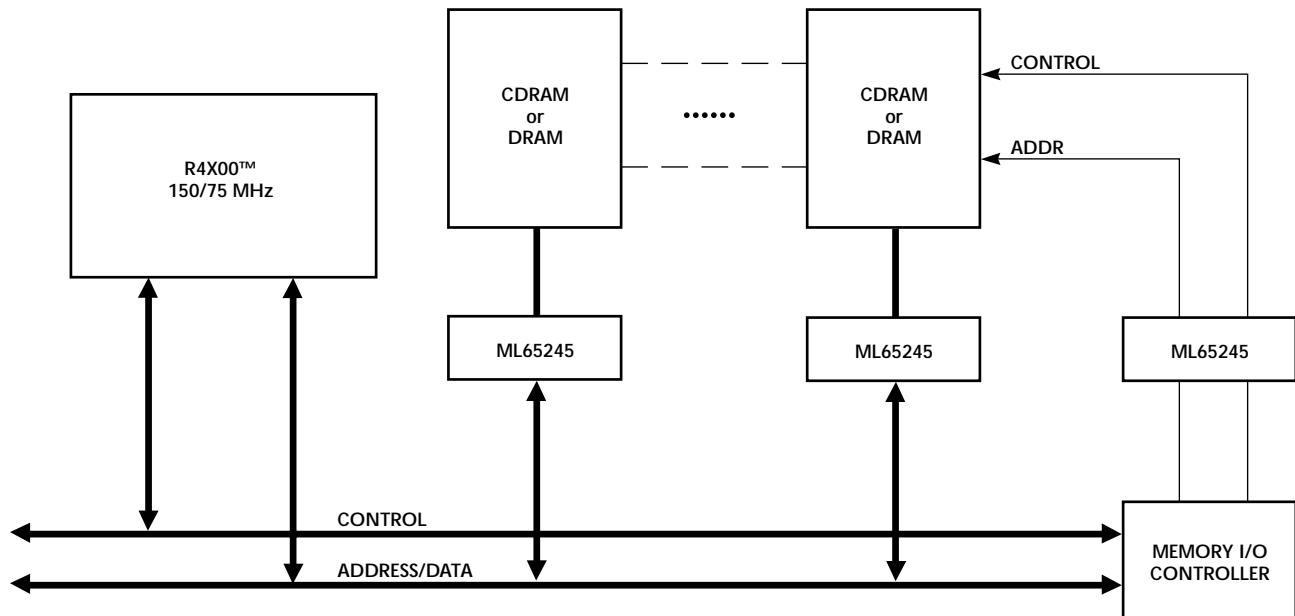 R4X00™
150/75 MHz
CDRAM
or
DRAM
••••••
CDRAM
or
DRAM
CONTROL
ADDR
ML65245
ML65245
ML65245
CONTROL
ADDRESS/DATA
MEMORY I/O
CONTROLLER